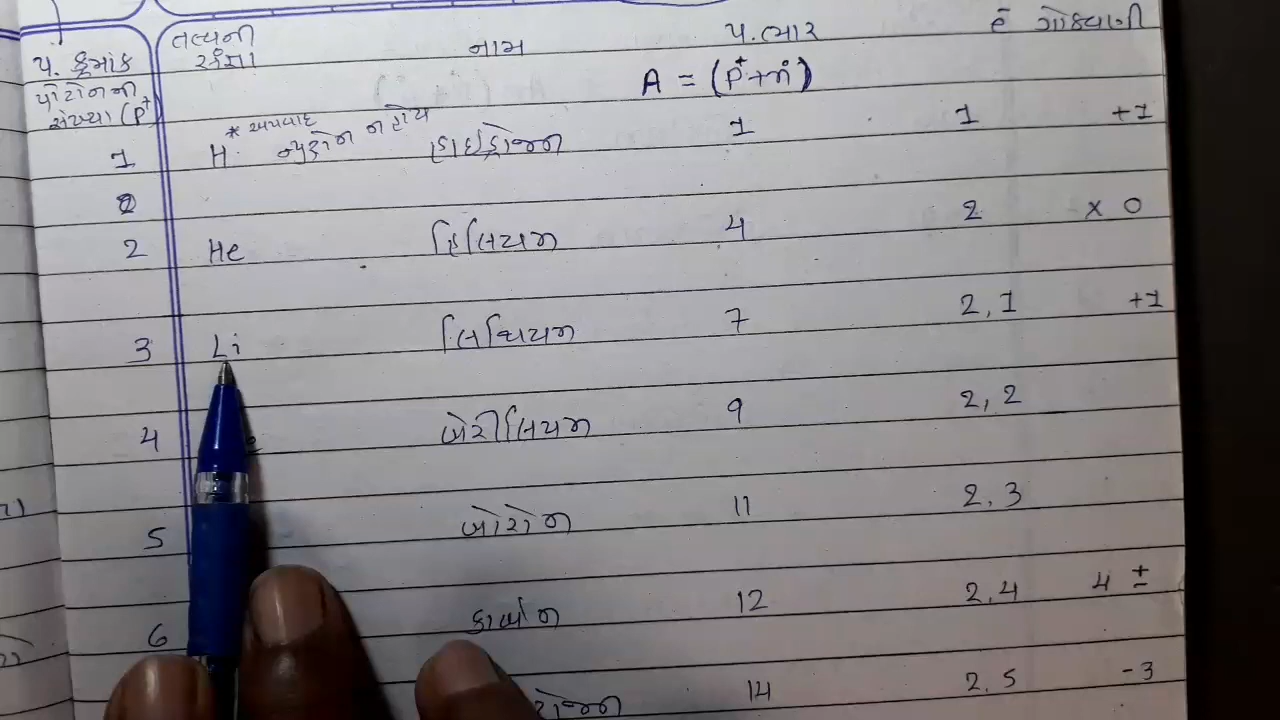 પ. ક્રમાંક તત્વની સંજ્ઞા નામ પ. ભાર ē ગોઠવણી
પ્રોટોનની સંખ્યા (P⁺) A = (P⁺+n°)
1 H * અપવાદ ન્યુટ્રોન ન હોય હાઇડ્રોજન 1 1 +1
2 He હિલિયમ 4 2 x 0
3 Li લિથિયમ 7 2, 1 +1
4 બેરીલિયમ 9 2, 2
5 બોરોન 11 2, 3
6 કાર્બન 12 2, 4 4 ±
14 2, 5 -3